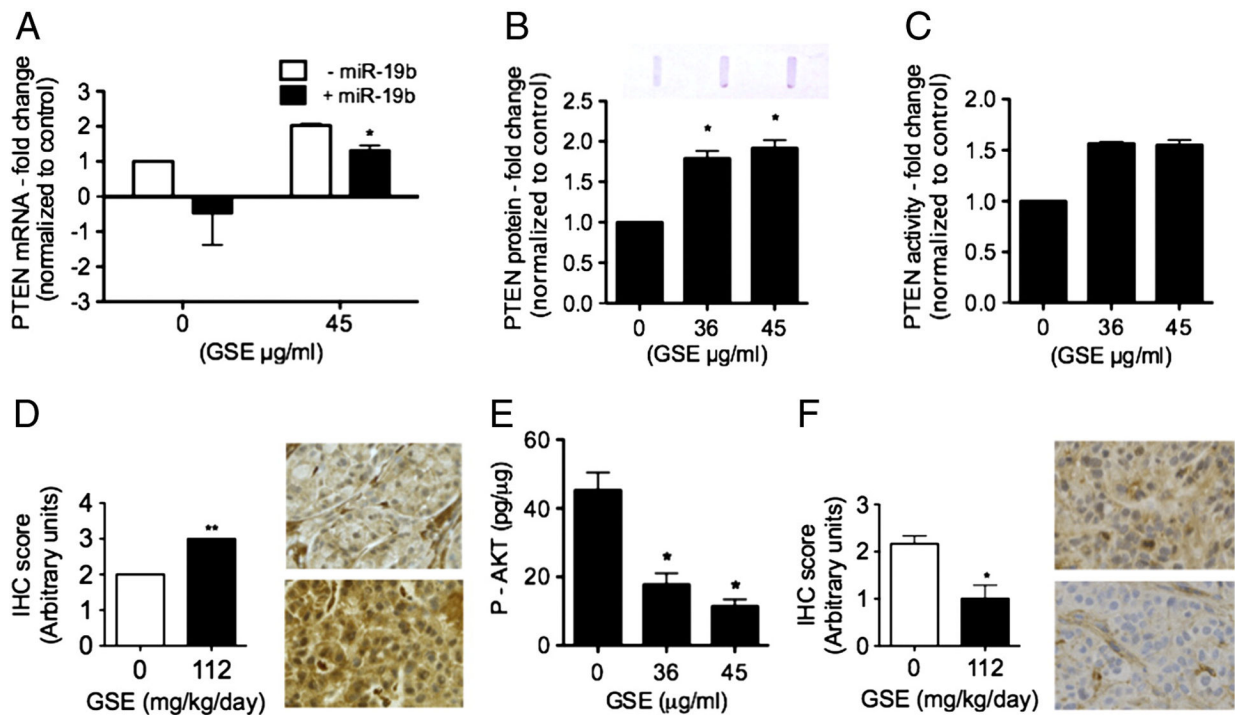 A
- miR-19b
+ miR-19b
PTEN mRNA - fold change
(normalized to control)
3
2
1
0
-1
-2
-3
*
0
45
(GSE µg/ml)
B
PTEN protein - fold change
(normalized to control)
2.5
2.0
1.5
1.0
0.5
0.0
*
*
0
36
45
(GSE µg/ml)
C
PTEN activity - fold change
(normalized to control)
2.0
1.5
1.0
0.5
0.0
0
36
45
(GSE µg/ml)
D
IHC score
(Arbitrary units)
4
3
2
1
0
**
0
112
GSE (mg/kg/day)
E
P - AKT (pg/µg)
60
40
20
0
*
*
0
36
45
GSE (µg/ml)
F
IHC score
(Arbitrary units)
3
2
1
0
*
0
112
GSE (mg/kg/day)